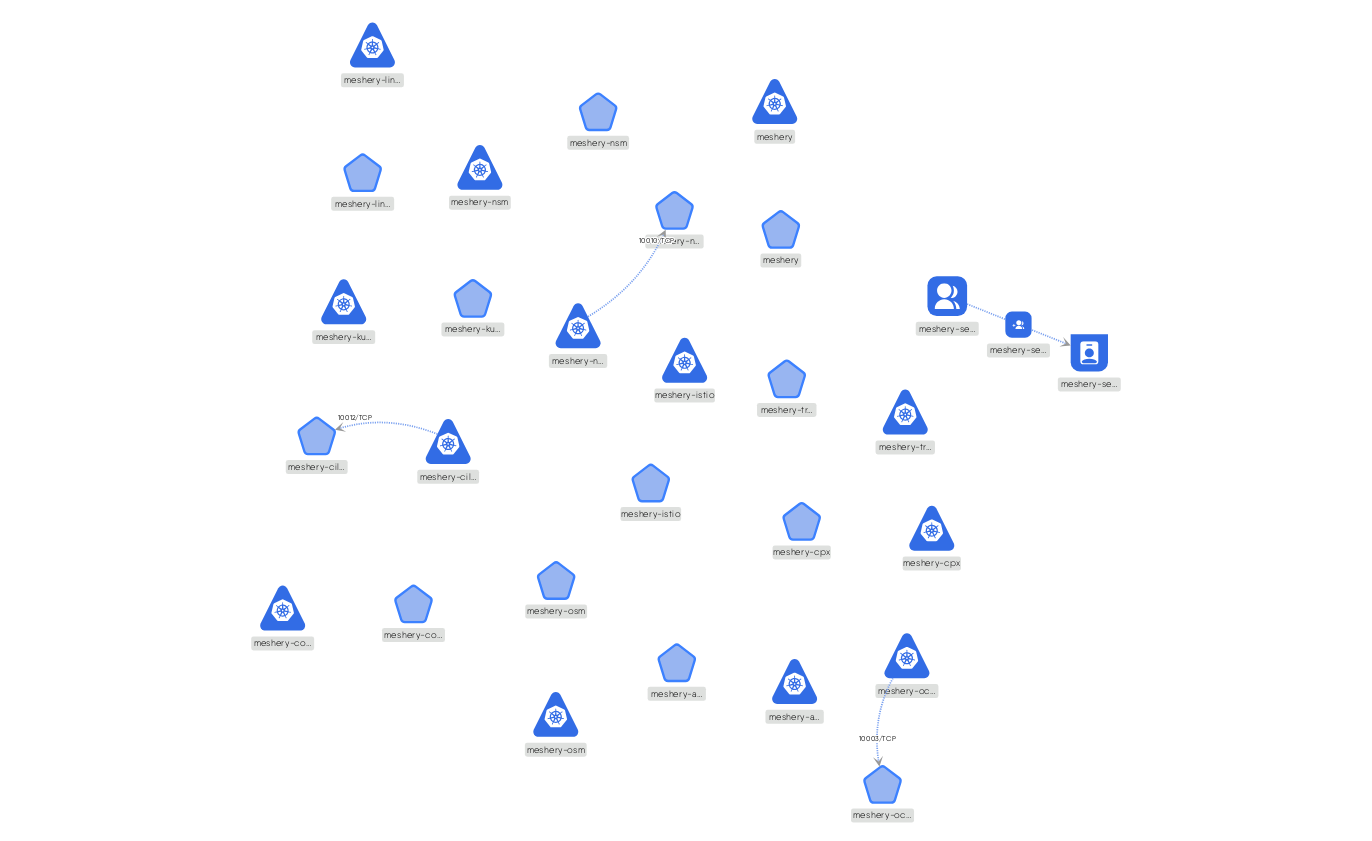 meshery-lin...
meshery
meshery-nsm
meshery-lin...
meshery-nsm
10010/TCP
ery-n...
meshery
meshery-ku...
meshery-ku...
meshery-se...
meshery-se...
meshery-n...
meshery-se...
meshery-istio
meshery-tr...
10012/TCP
meshery-tr...
meshery-cil...
meshery-cil...
meshery-istio
meshery-cpx
meshery-cpx
meshery-osm
meshery-co...
meshery-co...
meshery-a...
meshery-oc...
meshery-a...
10003/TCP
meshery-osm
meshery-oc...